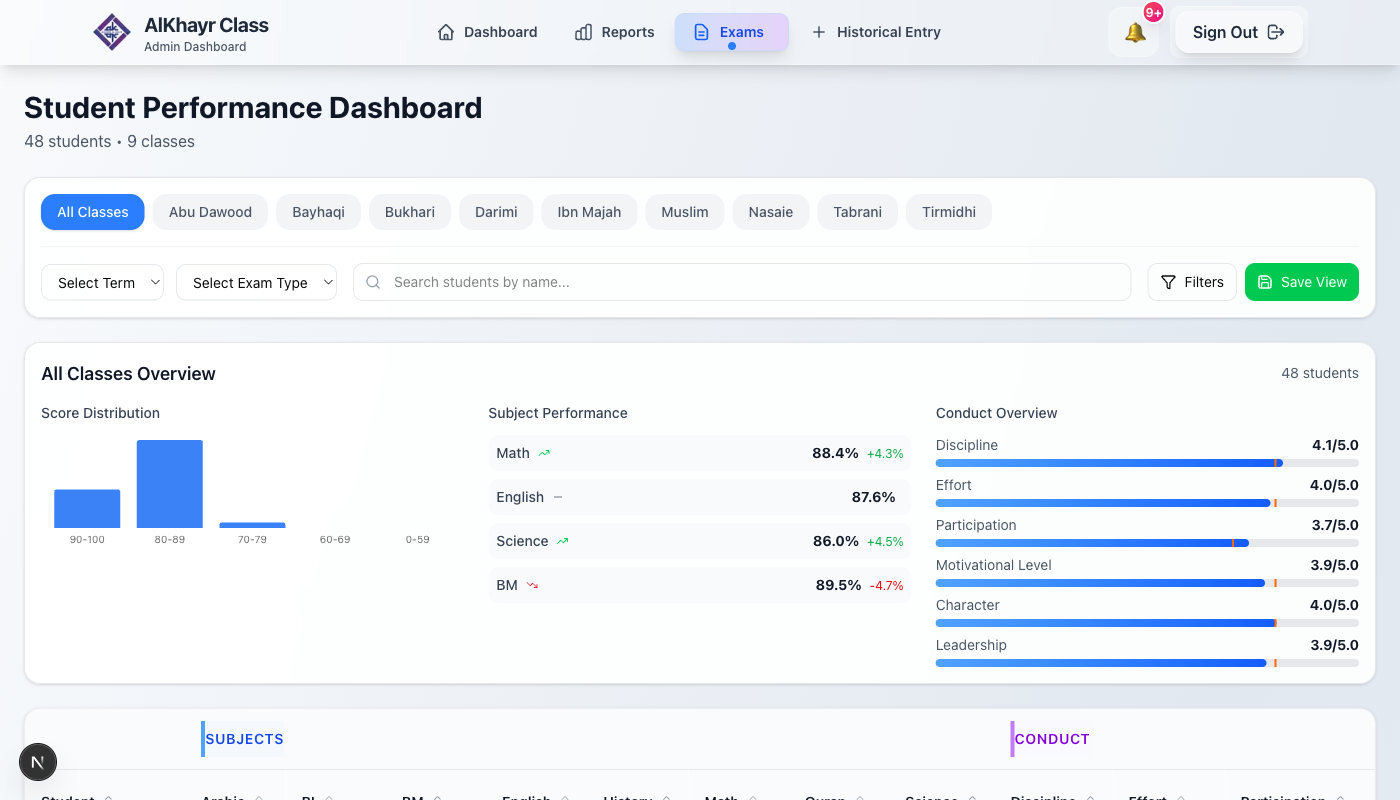 AlKhayr Class
Admin Dashboard
Dashboard
Reports
Exams
Historical Entry
9+
Sign Out
Student Performance Dashboard
48 students • 9 classes
All Classes
Abu Dawood
Bayhaqi
Bukhari
Darimi
Ibn Majah
Muslim
Nasaie
Tabrani
Tirmidhi
Select Term
Select Exam Type
Search students by name...
Filters
Save View
All Classes Overview
48 students
Score Distribution
90-100
80-89
70-79
60-69
0-59
Subject Performance
Math 88.4% +4.3%
English 87.6%
Science 86.0% +4.5%
BM 89.5% -4.7%
Conduct Overview
Discipline 4.1/5.0
Effort 4.0/5.0
Participation 3.7/5.0
Motivational Level 3.9/5.0
Character 4.0/5.0
Leadership 3.9/5.0
SUBJECTS
CONDUCT
N
Student Arabic BI BM English History Math Quran Science Discipline Effort Participation